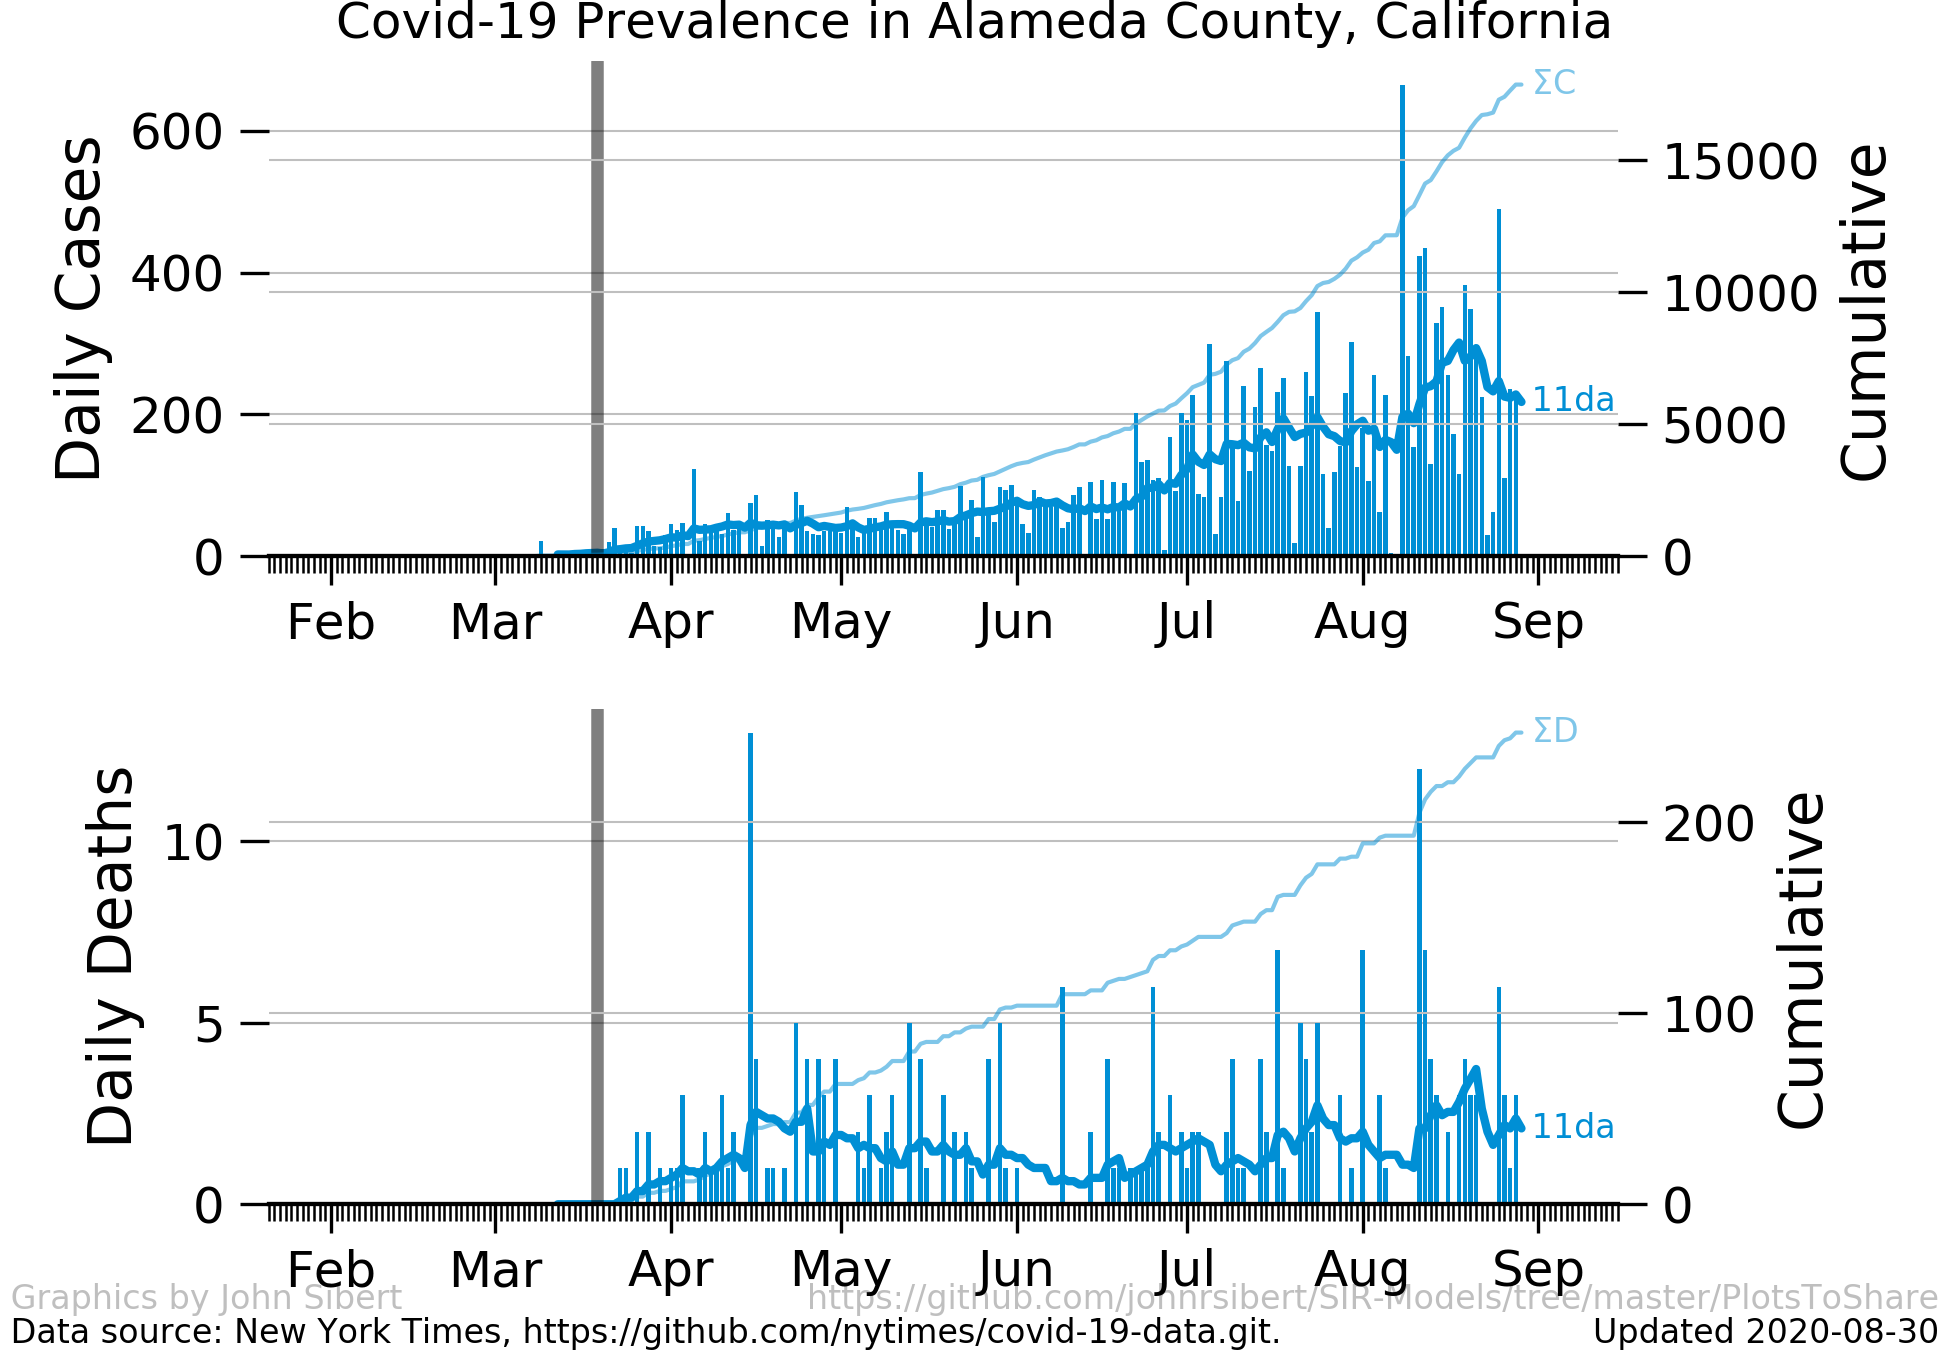 Covid-19 Prevalence in Alameda County, California
Daily Cases
600
400
200
0
ΣC
11da
15000
10000
5000
0
Cumulative
Feb Mar Apr May Jun Jul Aug Sep
Daily Deaths
10
5
0
ΣD
11da
200
100
0
Cumulative
Feb Mar Apr May Jun Jul Aug Sep
Graphics by John Sibert https://github.com/johnrsibert/SIR-Models/tree/master/PlotsToShare
Data source: New York Times, https://github.com/nytimes/covid-19-data.git. Updated 2020-08-30